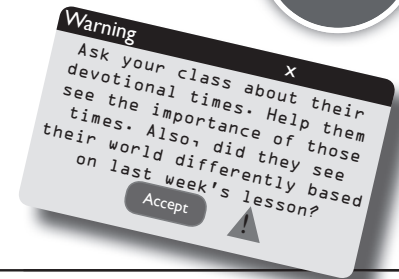 Warning
x
Ask your class about their
devotional times. Help them
see the importance of those
times. Also, did they see
their world differently based
on last week's lesson?
Accept
!